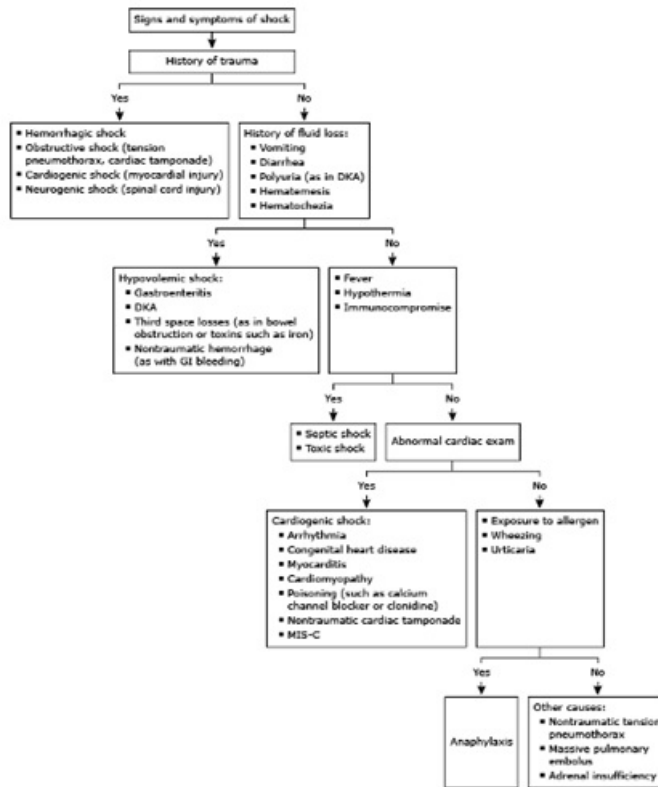 Signs and symptoms of shock
History of trauma
Yes
No
▪ Hemorrhagic shock
▪ Obstructive shock (tension
pneumothorax, cardiac tamponade)
▪ Cardiogenic shock (myocardial injury)
▪ Neurogenic shock (spinal cord injury)
History of fluid loss:
▪ Vomiting
▪ Diarrhea
▪ Polyuria (as in DKA)
▪ Hematemesis
▪ Hematochezia
Yes
No
Hypovolemic shock:
▪ Gastroenteritis
▪ DKA
▪ Third space losses (as in bowel
obstruction or toxins such as iron)
▪ Nontraumatic hemorrhage
(as with GI bleeding)
▪ Fever
▪ Hypothermia
▪ Immunocompromise
Yes
No
▪ Septic shock
▪ Toxic shock
Abnormal cardiac exam
Yes
No
Cardiogenic shock:
▪ Arrhythmia
▪ Congenital heart disease
▪ Myocarditis
▪ Cardiomyopathy
▪ Poisoning (such as calcium
channel blocker or clonidine)
▪ Nontraumatic cardiac tamponade
▪ MIS-C
▪ Exposure to allergen
▪ Wheezing
▪ Urticaria
Yes
No
Anaphylaxis
Other causes:
▪ Nontraumatic tension
pneumothorax
▪ Massive pulmonary
embolus
▪ Adrenal insufficiency